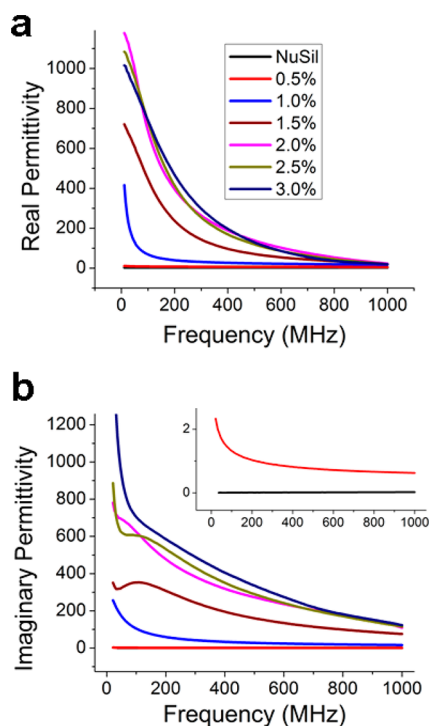 a
Real Permittivity
1000
800
600
400
200
0
NuSil
0.5%
1.0%
1.5%
2.0%
2.5%
3.0%
0 200 400 600 800 1000
Frequency (MHz)
b
Imaginary Permittivity
1200
1000
800
600
400
200
0
2
0
0 200 400 600 800 1000
0 200 400 600 800 1000
Frequency (MHz)